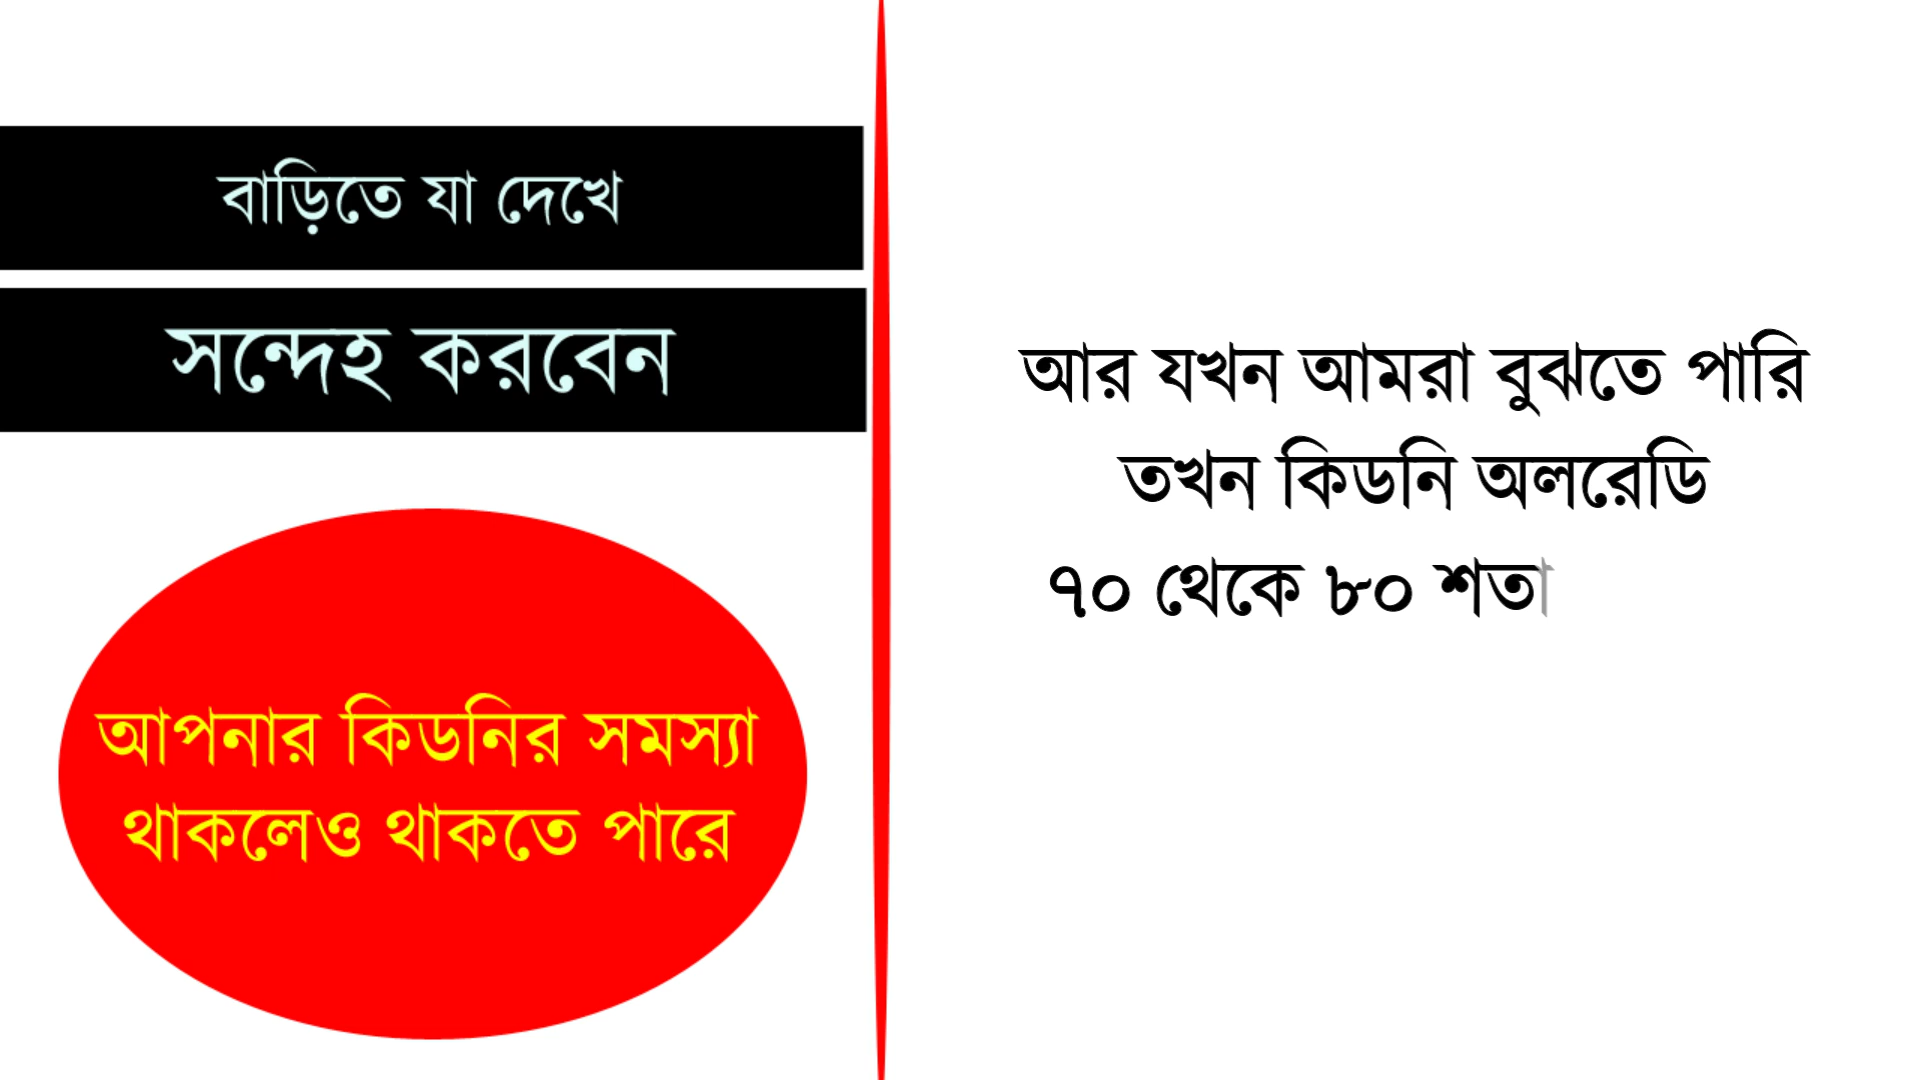 বাড়িতে যা দেখে
সন্দেহ করবেন
আপনার কিডনির সমস্যা
থাকলেও থাকতে পারে
আর যখন আমরা বুঝতে পারি
তখন কিডনি অলরেডি
৭০ থেকে ৮০ শতা